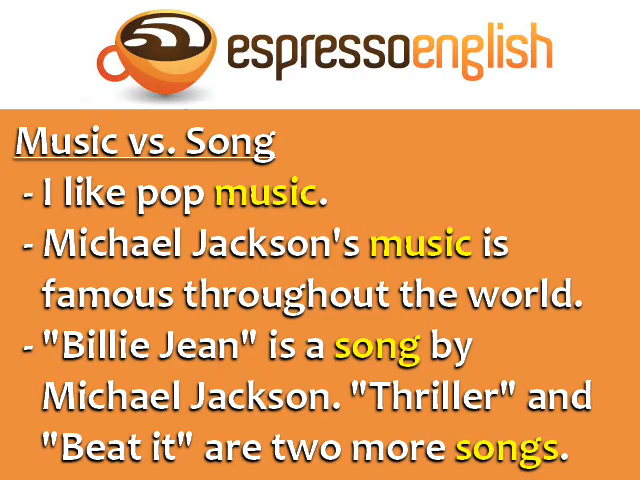 espressoenglish
Music vs. Song
- I like pop music.
- Michael Jackson's music is
famous throughout the world.
- "Billie Jean" is a song by
Michael Jackson. "Thriller" and
"Beat it" are two more songs.